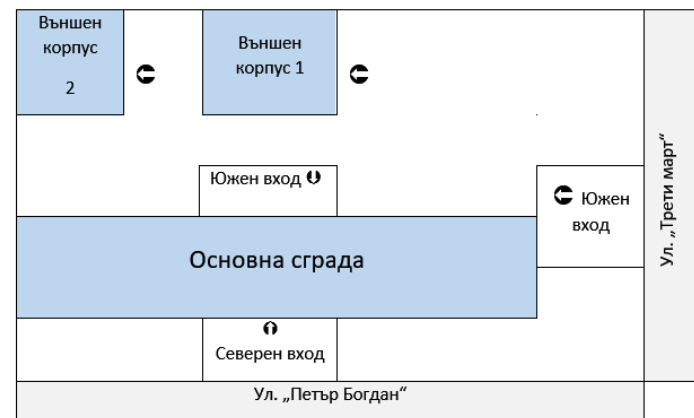 Външен
корпус
2
Външен
корпус 1
Южен вход
Южен
вход
Ул. „Трети март“
Основна сграда
Северен вход
Ул. „Петър Богдан“